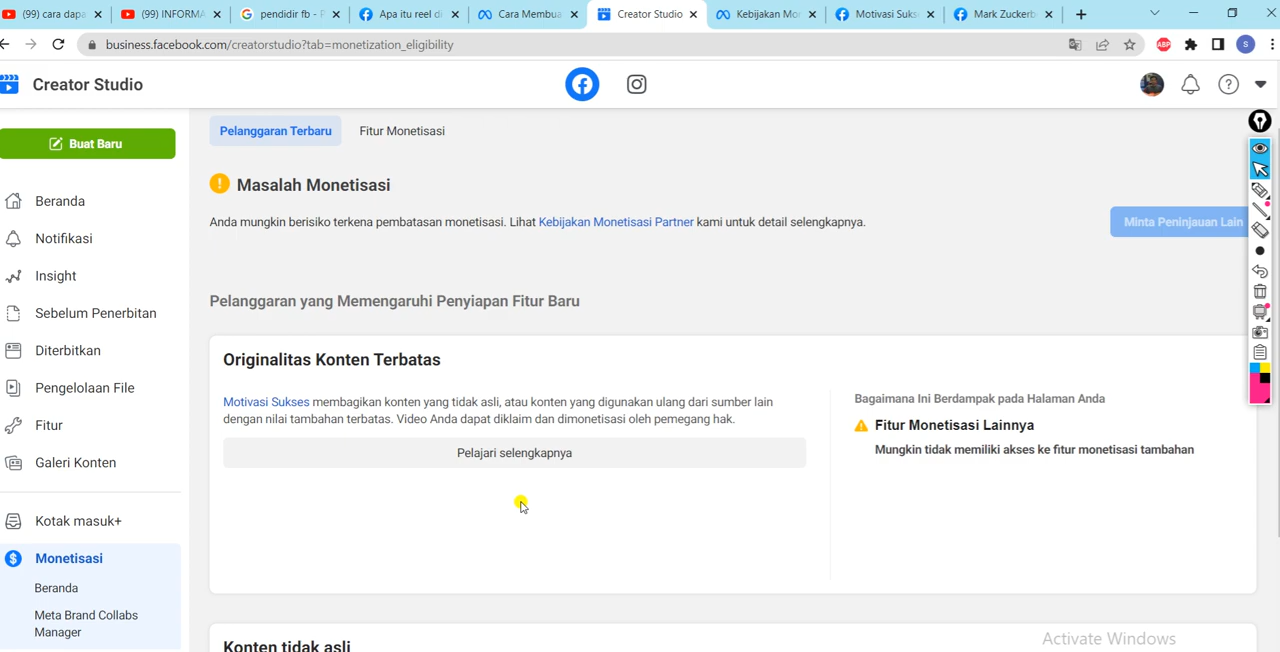 (99) cara dapa
(99) INFORMA
pendidir fb - P
Apa itu reel di
Cara Membua
Creator Studio
Kebijakan Mon
Motivasi Suks
Mark Zuckerb
business.facebook.com/creatorstudio?tab=monetization_eligibility
ABP
S
Creator Studio
Buat Baru
Beranda
Notifikasi
Insight
Sebelum Penerbitan
Diterbitkan
Pengelolaan File
Fitur
Galeri Konten
Kotak masuk+
Monetisasi
Beranda
Meta Brand Collabs
Manager
Pelanggaran Terbaru
Fitur Monetisasi
Masalah Monetisasi
Anda mungkin berisiko terkena pembatasan monetisasi. Lihat Kebijakan Monetisasi Partner kami untuk detail selengkapnya.
Minta Peninjauan Lain
Pelanggaran yang Memengaruhi Penyiapan Fitur Baru
Originalitas Konten Terbatas
Motivasi Sukses membagikan konten yang tidak asli, atau konten yang digunakan ulang dari sumber lain
dengan nilai tambahan terbatas. Video Anda dapat diklaim dan dimonetisasi oleh pemegang hak.
Pelajari selengkapnya
Bagaimana Ini Berdampak pada Halaman Anda
Fitur Monetisasi Lainnya
Mungkin tidak memiliki akses ke fitur monetisasi tambahan
Konten tidak asli
Activate Windows